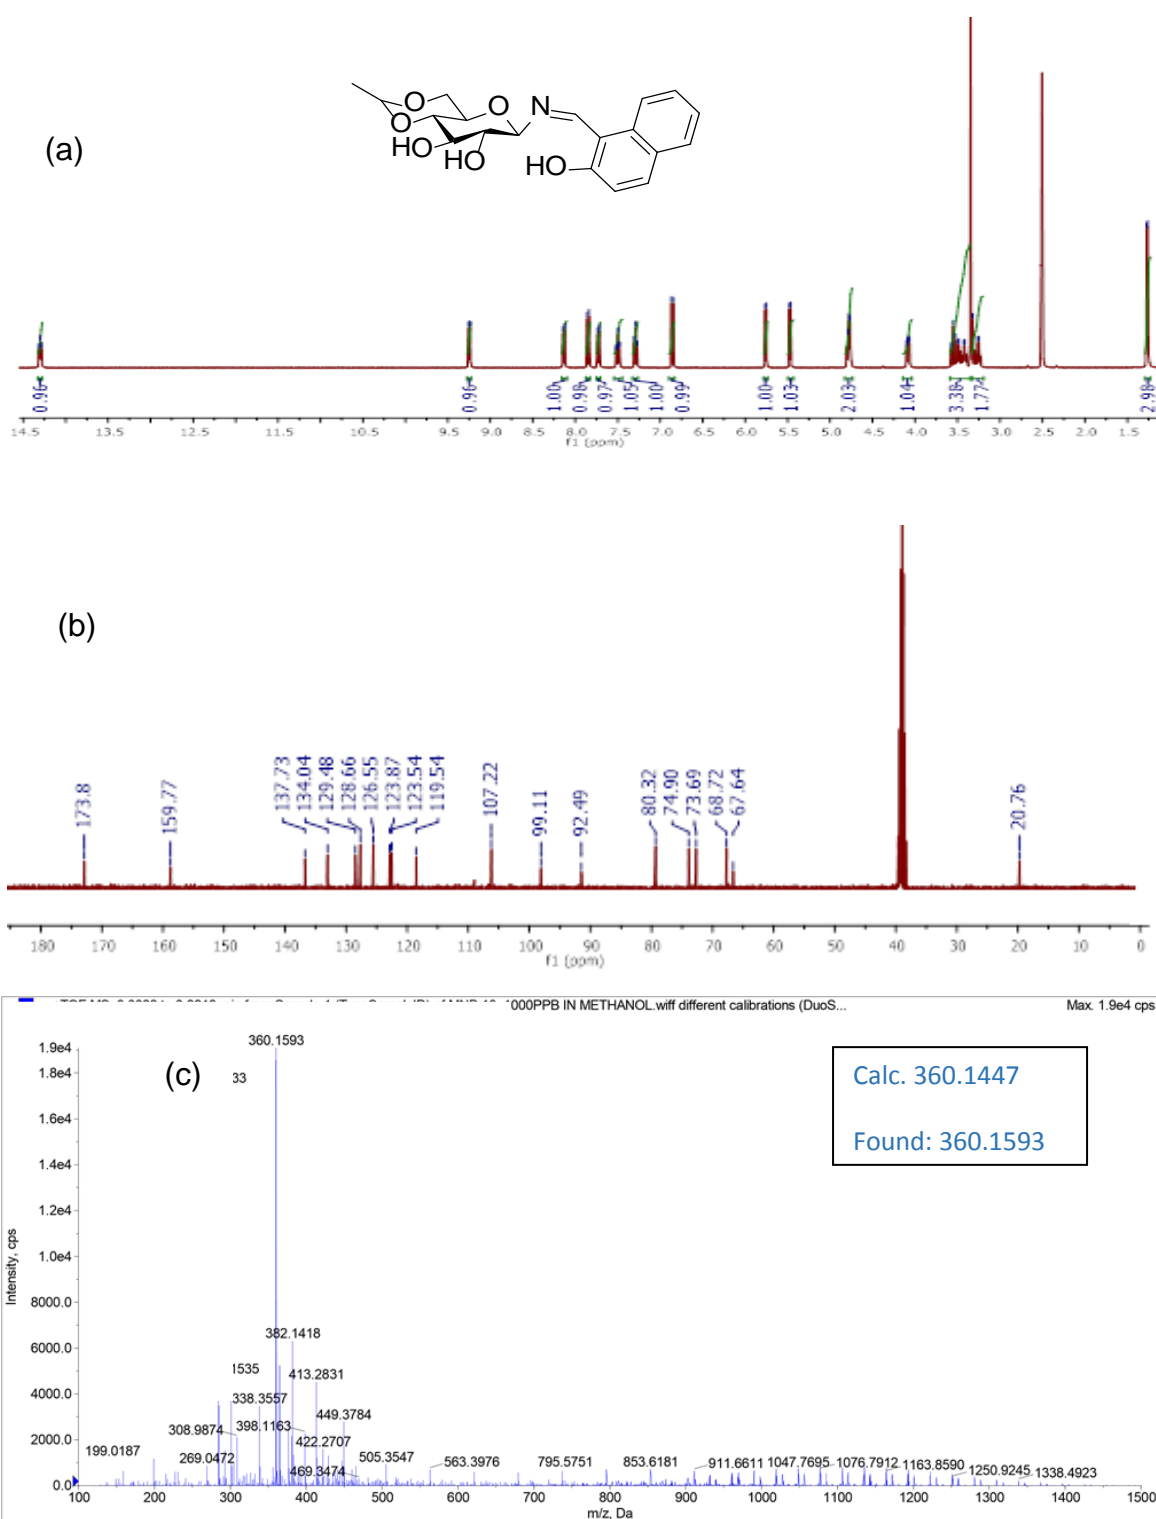 (a)
O
O
O
N
HO
HO
HO
0.96
0.96
1.00
0.98
0.97
1.05
1.00
0.99
1.00
1.03
2.03
1.04
3.38
1.77
2.98
14.5 13.5 12.5 11.5 10.5 9.5 9.0 8.5 8.0 7.5 7.0 6.5 6.0 5.5 5.0 4.5 4.0 3.5 3.0 2.5 2.0 1.5
f1 (ppm)
(b)
173.8
159.77
137.73
134.04
129.48
128.66
126.55
123.87
123.54
119.54
107.22
99.11
92.49
80.32
74.90
73.69
68.72
67.64
20.76
180 170 160 150 140 130 120 110 100 90 80 70 60 50 40 30 20 10 0
f1 (ppm)
000PPB IN METHANOL.wiff different calibrations (DuoS...
Max. 1.9e4 cps
(c)
33
Calc. 360.1447
Found: 360.1593
360.1593
382.1418
1535
413.2831
338.3557
449.3784
308.9874
398.1163
422.2707
199.0187
269.0472
469.3474
505.3547
563.3976
795.5751
853.6181
911.6611
1047.7695
1076.7912
1163.8590
1250.9245
1338.4923
1.9e4
1.8e4
1.6e4
1.4e4
1.2e4
1.0e4
8000.0
6000.0
4000.0
2000.0
0.0
Intensity, cps
100 200 300 400 500 600 700 800 900 1000 1100 1200 1300 1400 1500
m/z, Da